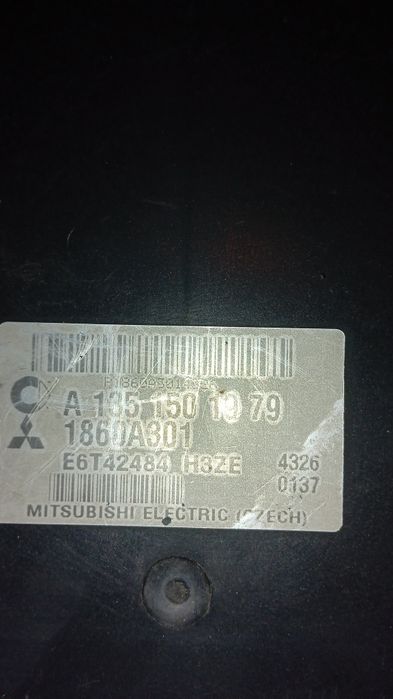 A 135 150 10 79
1860A301
E6T42484 H3ZE 4326
0137
MITSUBISHI ELECTRIC (CZECH)